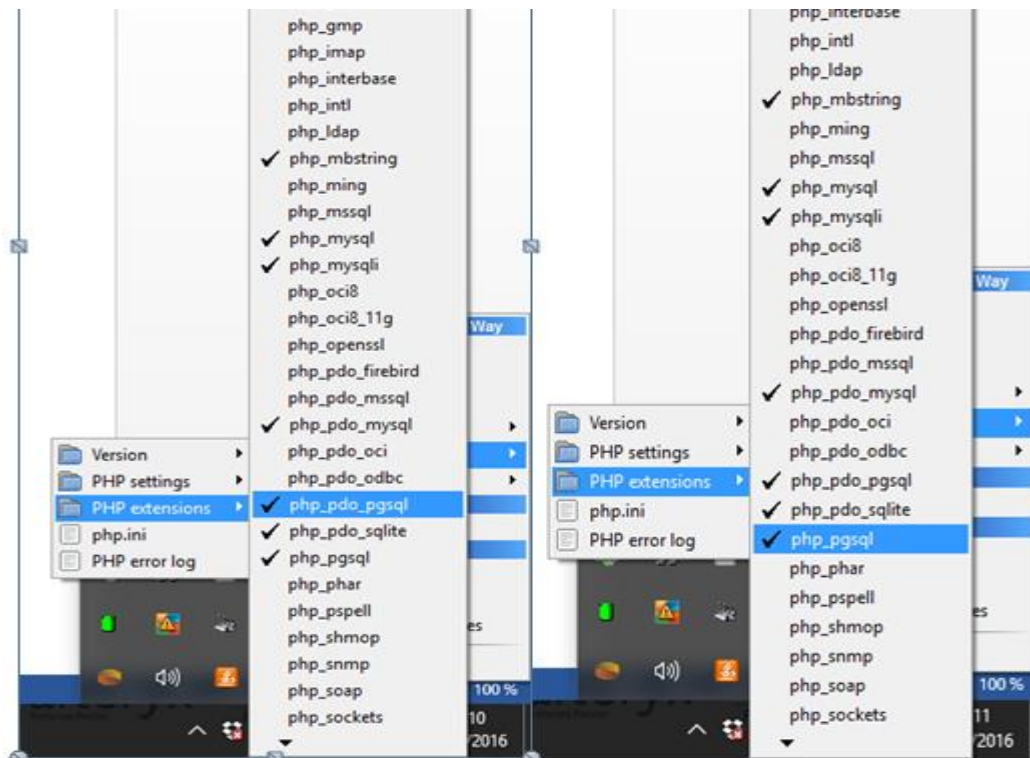 php_gmp
php_imap
php_interbase
php_intl
php_ldap
php_mbstring
php_ming
php_mssql
php_mysql
php_mysqli
php_oci8
php_oci8_11g
php_openssl
php_pdo_firebird
php_pdo_mssql
php_pdo_mysql
php_pdo_oci
php_pdo_odbc
php_pdo_pgsql
php_pdo_sqlite
php_pgsql
php_phar
php_pspell
php_shmop
php_snmp
php_soap
php_sockets
Way
Version
PHP settings
PHP extensions
php.ini
PHP error log
es
100 %
10
/2016
php_interbase
php_intl
php_ldap
php_mbstring
php_ming
php_mssql
php_mysql
php_mysqli
php_oci8
php_oci8_11g
php_openssl
php_pdo_firebird
php_pdo_mssql
php_pdo_mysql
php_pdo_oci
php_pdo_odbc
php_pdo_pgsql
php_pdo_sqlite
php_pgsql
php_phar
php_pspell
php_shmop
php_snmp
php_soap
php_sockets
Way
Version
PHP settings
PHP extensions
php.ini
PHP error log
es
100 %
11
/2016